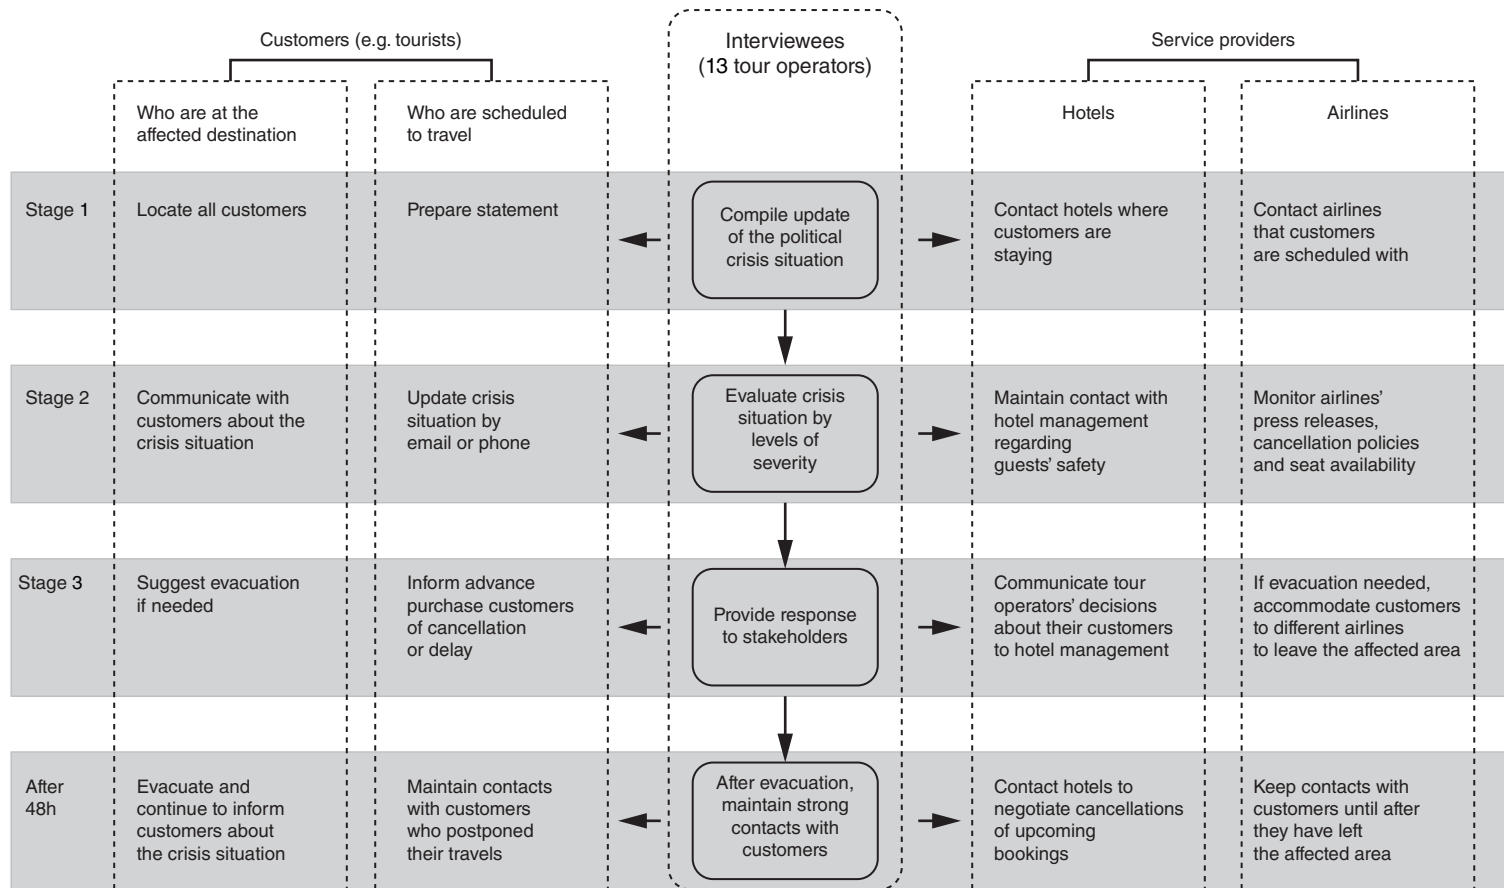 Customers (e.g. tourists)
Interviewees
(13 tour operators)
Service providers
Who are at the
affected destination
Who are scheduled
to travel
Hotels
Airlines
Stage 1
Locate all customers
Prepare statement
Compile update
of the political
crisis situation
Contact hotels where
customers are
staying
Contact airlines
that customers
are scheduled with
Stage 2
Communicate with
customers about the
crisis situation
Update crisis
situation by
email or phone
Evaluate crisis
situation by
levels of
severity
Maintain contact with
hotel management
regarding
guests’ safety
Monitor airlines’
press releases,
cancellation policies
and seat availability
Stage 3
Suggest evacuation
if needed
Inform advance
purchase customers
of cancellation
or delay
Provide response
to stakeholders
Communicate tour
operators’ decisions
about their customers
to hotel management
If evacuation needed,
accommodate customers
to different airlines
to leave the affected area
After
48h
Evacuate and
continue to inform
customers about
the crisis situation
Maintain contacts
with customers
who postponed
their travels
After evacuation,
maintain strong
contacts with
customers
Contact hotels to
negotiate cancellations
of upcoming
bookings
Keep contacts with
customers until after
they have left
the affected area